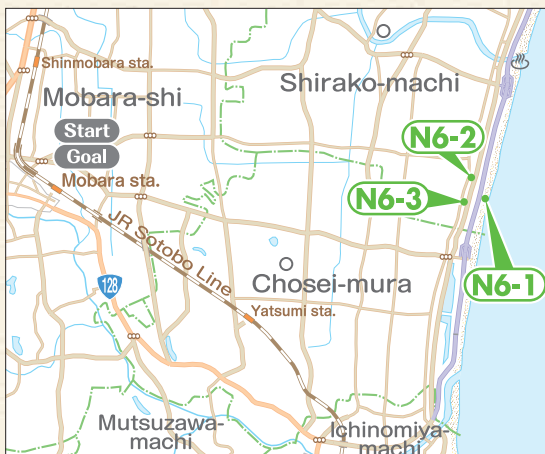 Shinmobara sta.
Shirako-machi
Mobara-shi
Start
Goal
N6-2
Mobara sta.
N6-3
JR Sotobo Line
N6-1
128
Chosei-mura
Yatsumi sta.
Mutsuzawa-
machi
Ichinomiya-
machi